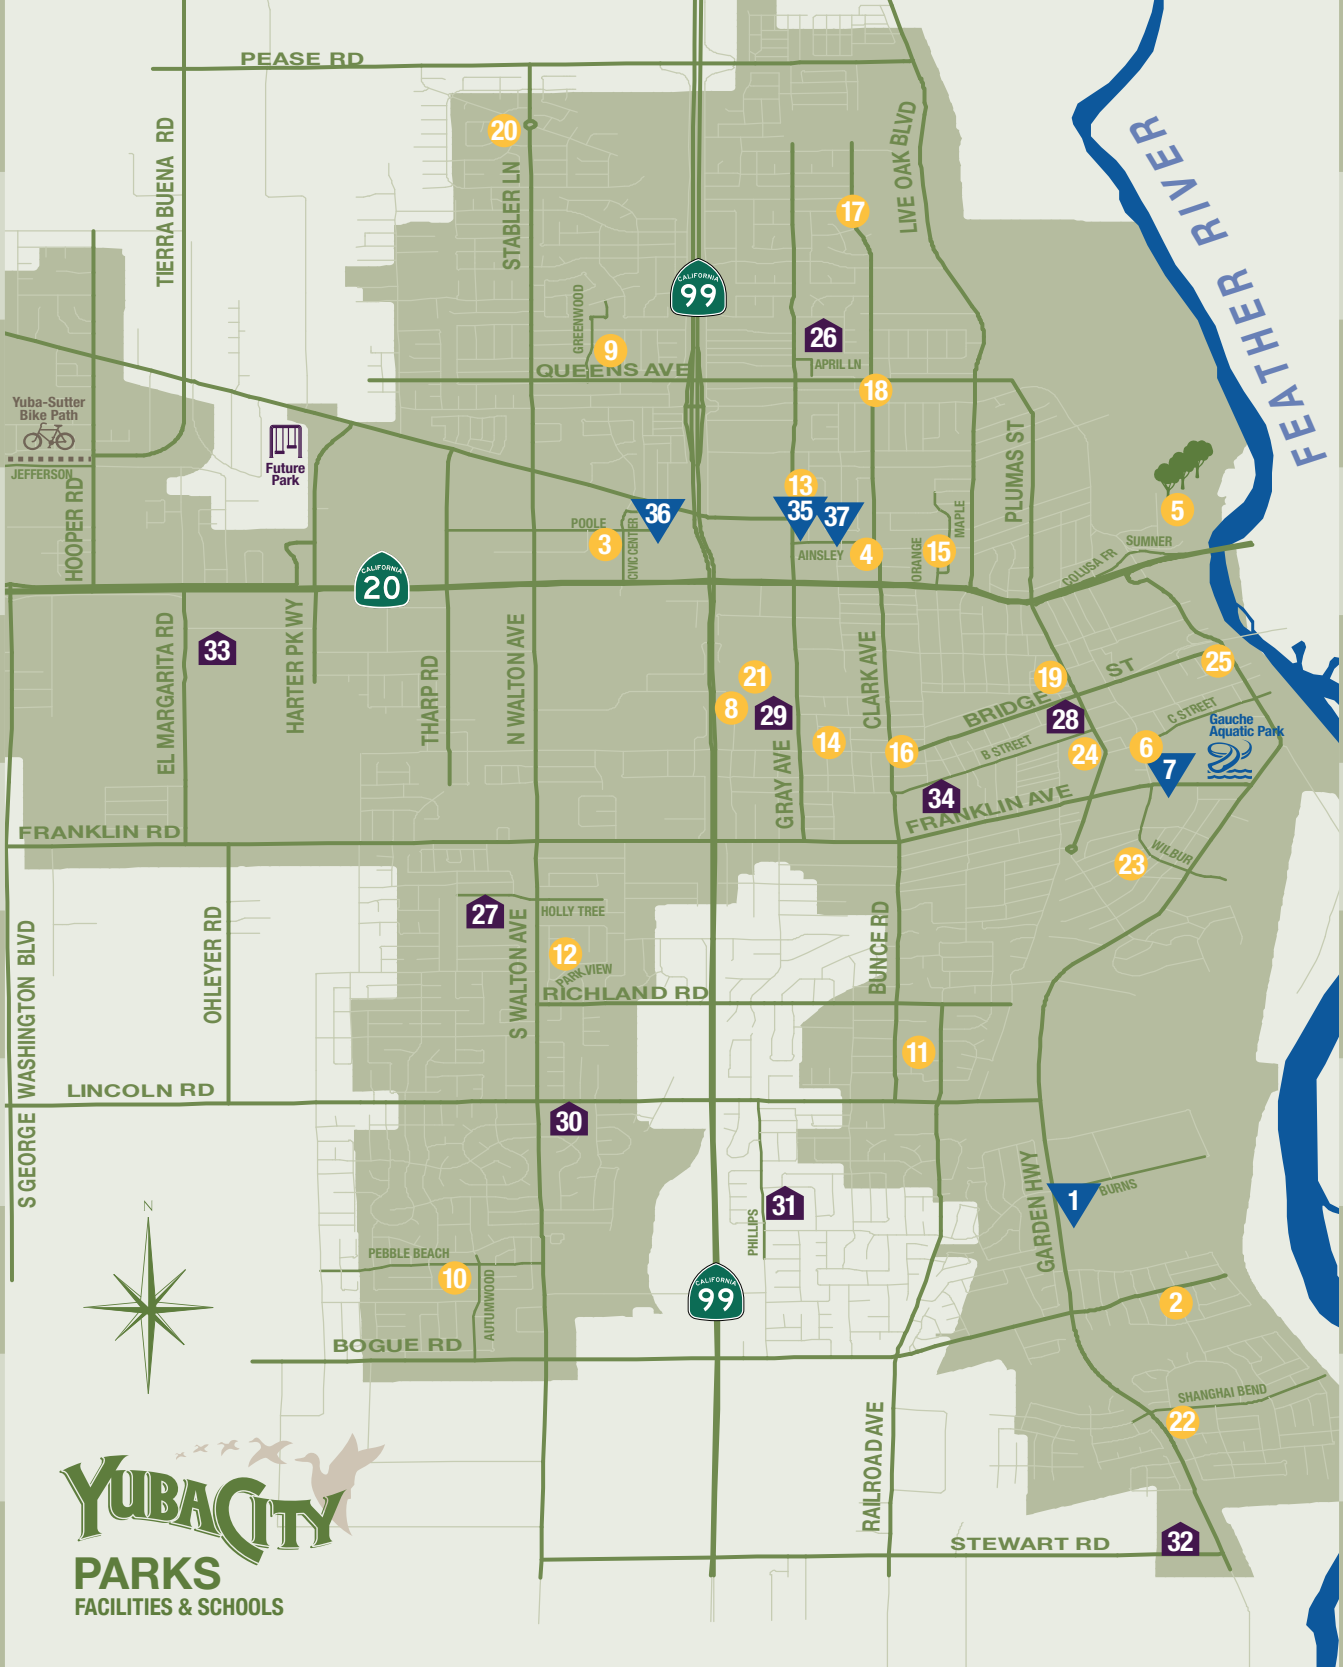 PEASE RD
TIERRA BUENA RD
20
STABLER LN
LIVE OAK BLVD
FEATHER RIVER
17
CALIFORNIA
99
GREENWOOD
9
26
APRIL LN
QUEENS AVE
18
Yuba-Sutter
Bike Path
JEFFERSON
HOOPER RD
Future
Park
PLUMAS ST
13
35
37
36
POOLE
3
CIVIC CENTER
AINSLEY
4
ORANGE
15
MAPLE
5
SUMNER
COLUSA FR
CALIFORNIA
20
EL MARGARITA RD
33
HARTER PK WY
THARP RD
N WALTON AVE
21
8
29
GRAY AVE
14
CLARK AVE
16
19
BRIDGE ST
25
28
B STREET
24
C STREET
6
7
Gauche
Aquatic Park
34
FRANKLIN AVE
FRANKLIN RD
23
WILBUR
27
HOLLY TREE
12
PARK VIEW
RICHLAND RD
S WALTON AVE
BUNCE RD
OHLEYER RD
S GEORGE WASHINGTON BLVD
11
LINCOLN RD
30
31
PHILLIPS
GARDEN HWY
1
BURNS
N
PEBBLE BEACH
10
AUTUMWOOD
CALIFORNIA
99
2
BOGUE RD
SHANGHAI BEND
22
RAILROAD AVE
STEWART RD
32
YUBA CITY
PARKS
FACILITIES & SCHOOLS